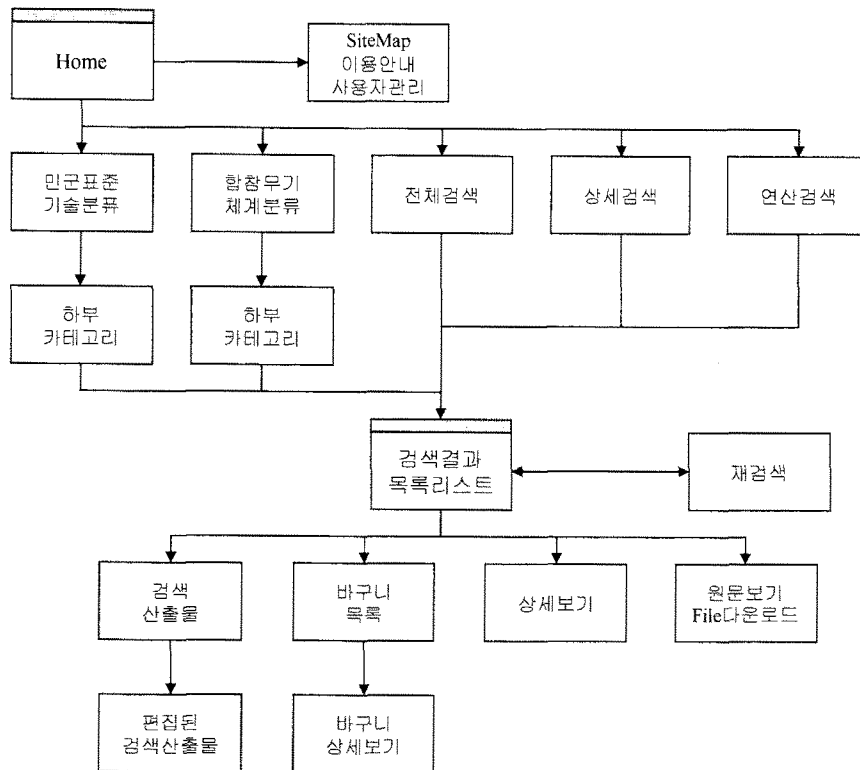 Home
SiteMap
이용안내
사용자관리
민군표준
기술분류
합참무기
체계분류
전체검색
상세검색
연산검색
하부
카테고리
하부
카테고리
검색결과
목록리스트
재검색
검색
산출물
바구니
목록
상세보기
원문보기
File다운로드
편집된
검색산출물
바구니
상세보기